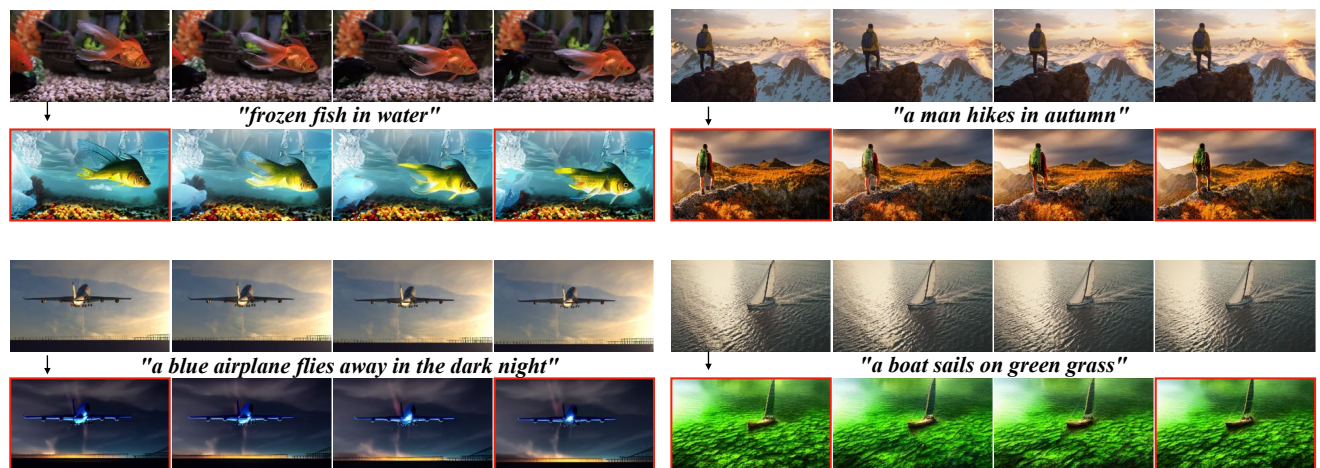 "frozen fish in water"
"a man hikes in autumn"
"a blue airplane flies away in the dark night"
"a boat sails on green grass"